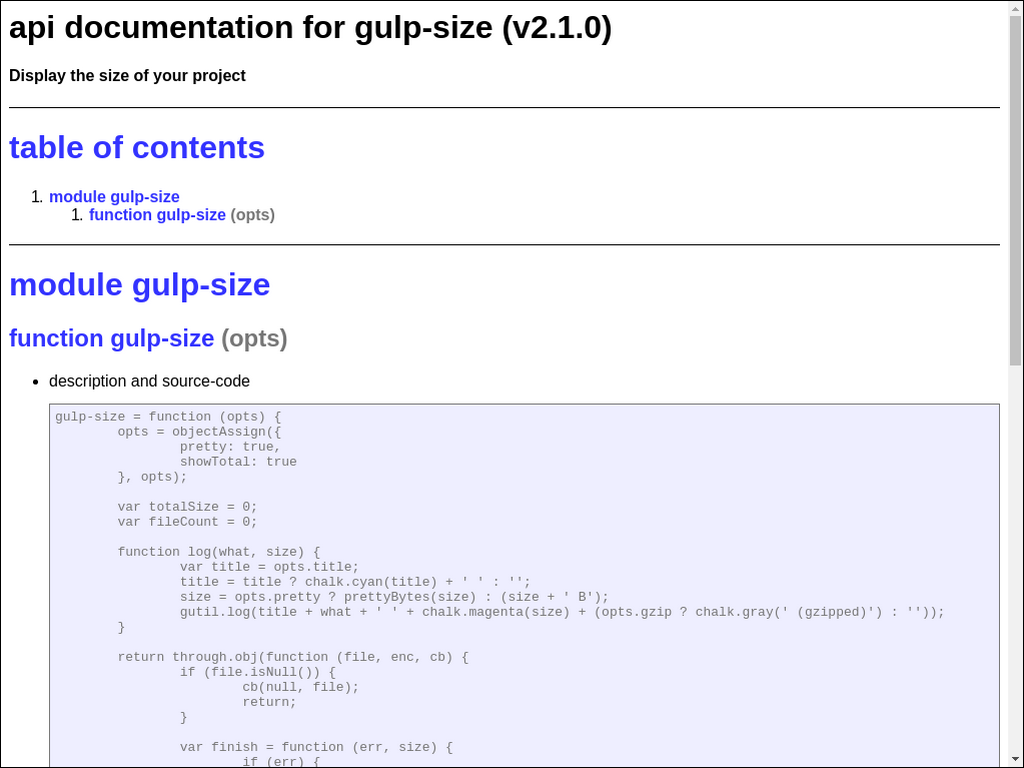 api documentation for gulp-size (v2.1.0)
Display the size of your project
table of contents
1. module gulp-size
1. function gulp-size (opts)
module gulp-size
function gulp-size (opts)
• description and source-code
gulp-size = function (opts) {
        opts = objectAssign({
                pretty: true,
                showTotal: true
        }, opts);

        var totalSize = 0;
        var fileCount = 0;

        function log(what, size) {
                var title = opts.title;
                title = title ? chalk.cyan(title) + ' ' : '';
                size = opts.pretty ? prettyBytes(size) : (size + ' B');
                gutil.log(title + what + ' ' + chalk.magenta(size) + (opts.gzip ? chalk.gray(' (gzipped)') : ''));
        }

        return through.obj(function (file, enc, cb) {
                if (file.isNull()) {
                        cb(null, file);
                        return;
                }

                var finish = function (err, size) {
                        if (err) {